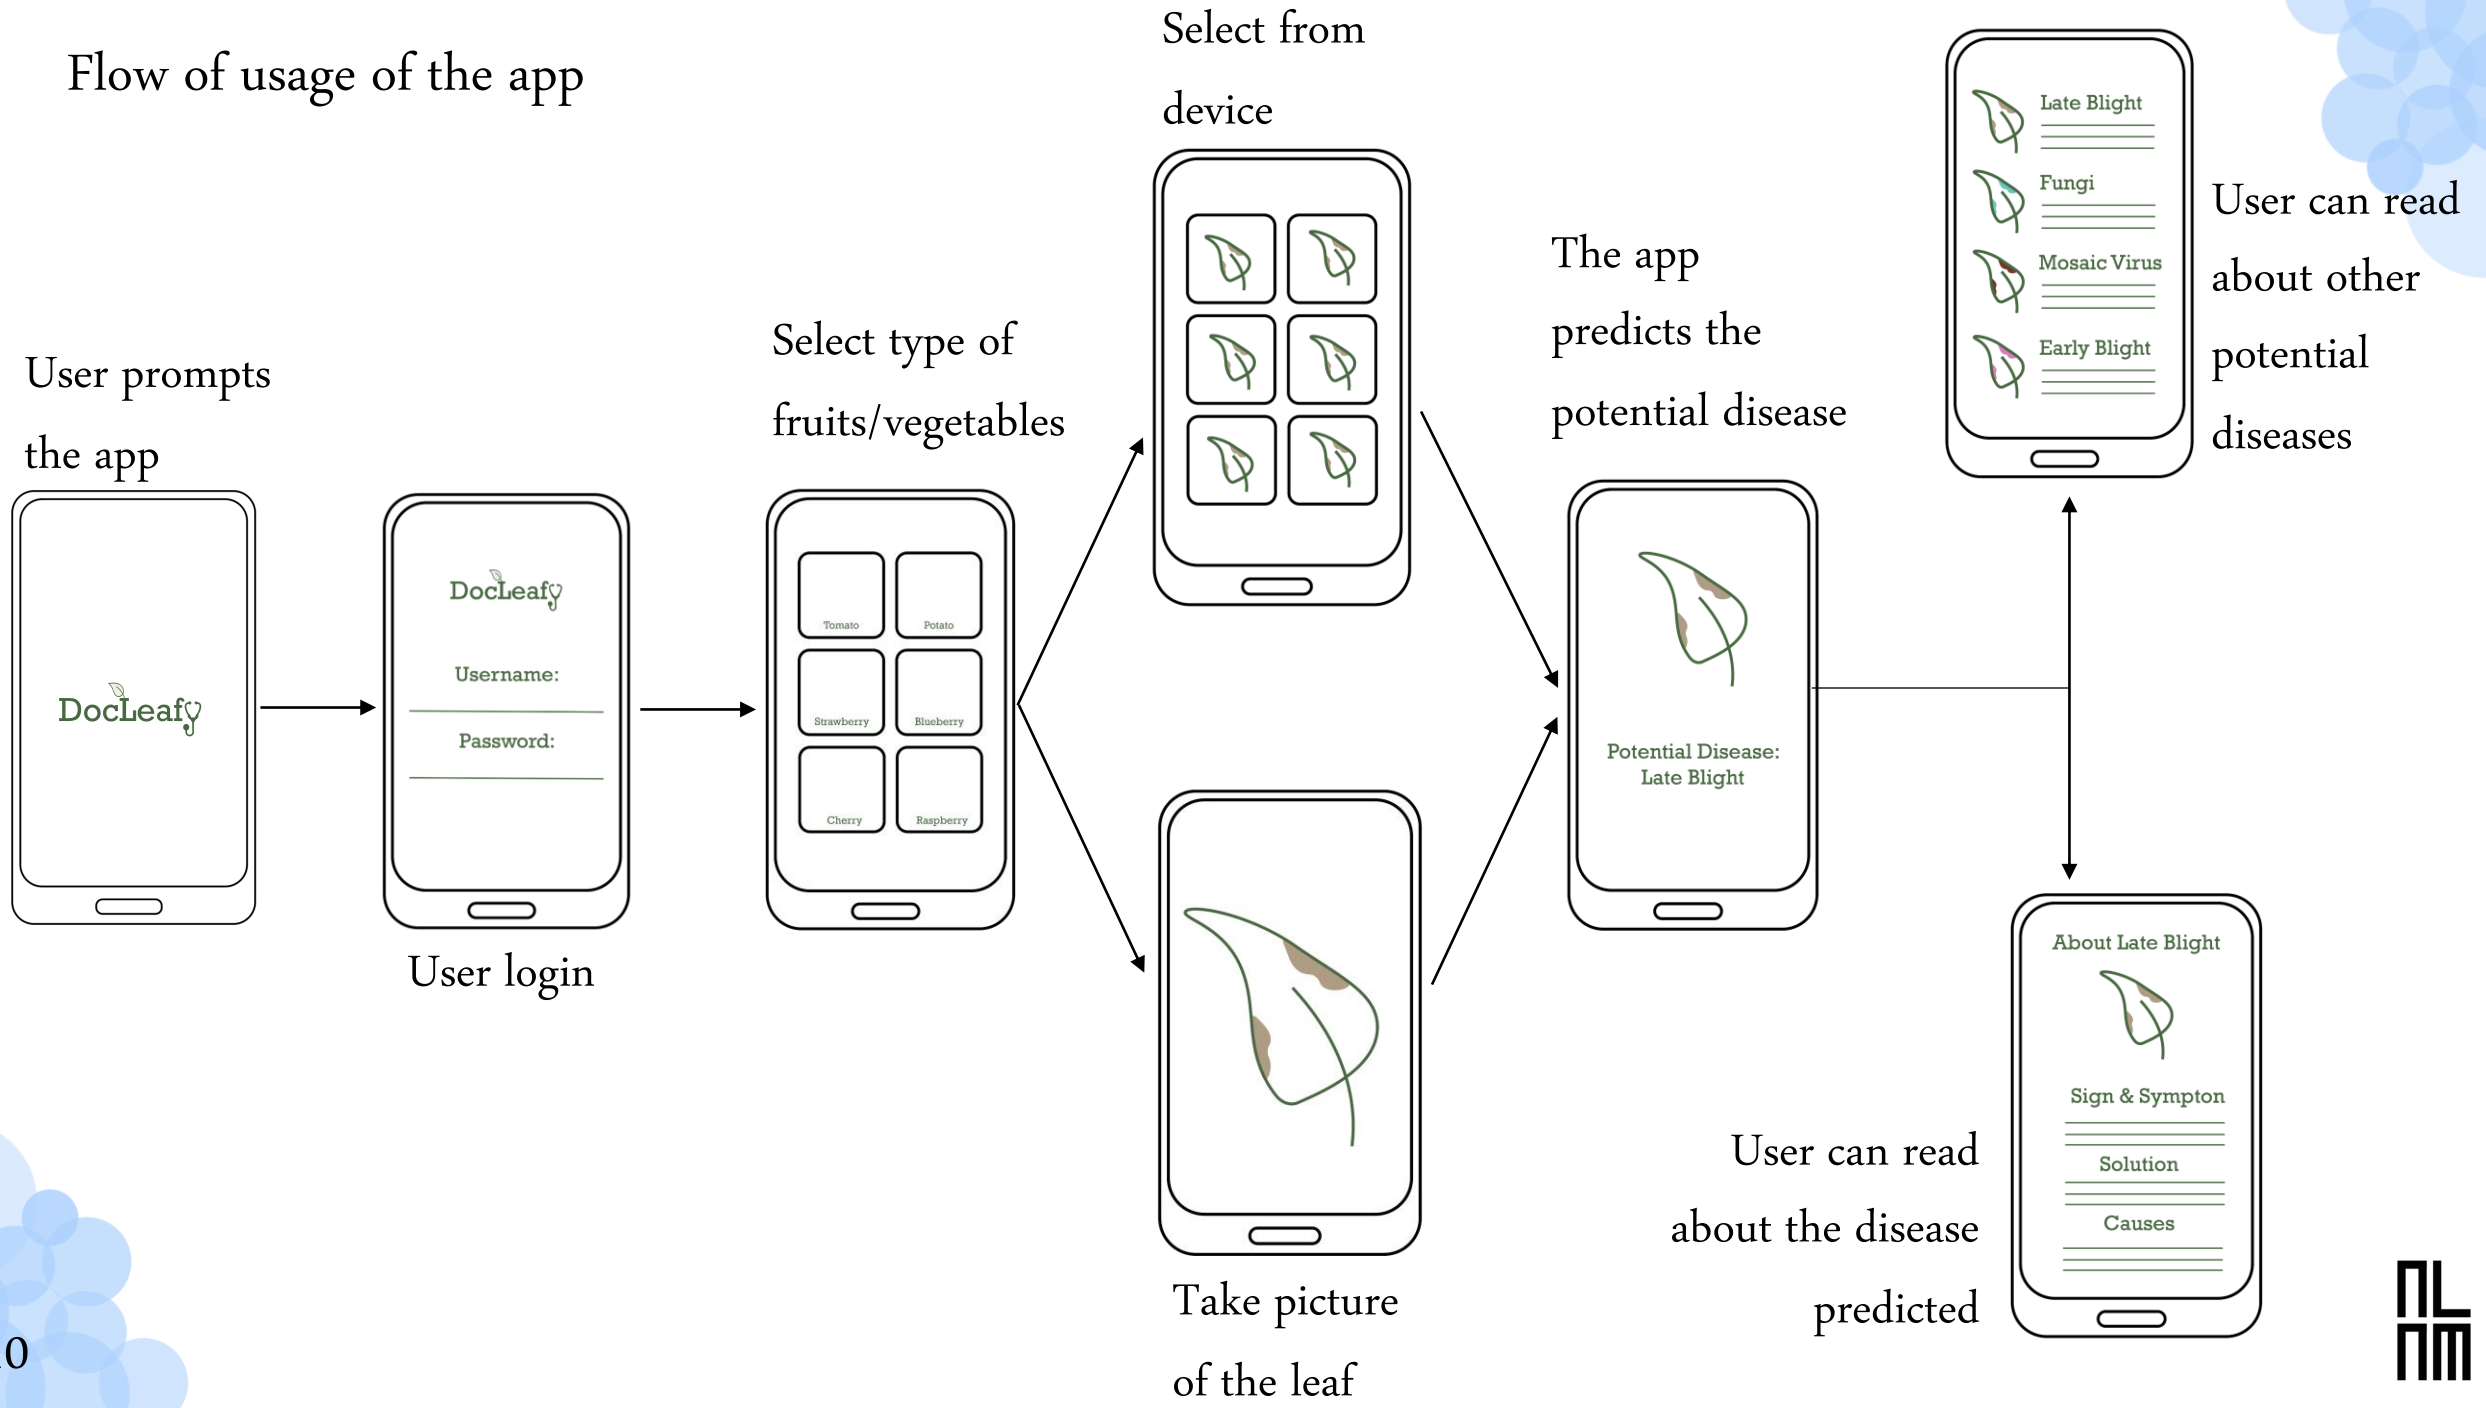 Flow of usage of the app
User prompts
the app
DocLeafy
DocLeafy
Username:
Password:
User login
Select type of
fruits/vegetables
Tomato
Potato
Strawberry
Blueberry
Cherry
Raspberry
Select from
device
Take picture
of the leaf
The app
predicts the
potential disease
Potential Disease:
Late Blight
Late Blight
Fungi
Mosaic Virus
Early Blight
User can read
about other
potential
diseases
About Late Blight
Sign & Sympton
Solution
Causes
User can read
about the disease
predicted
0
NL
NM